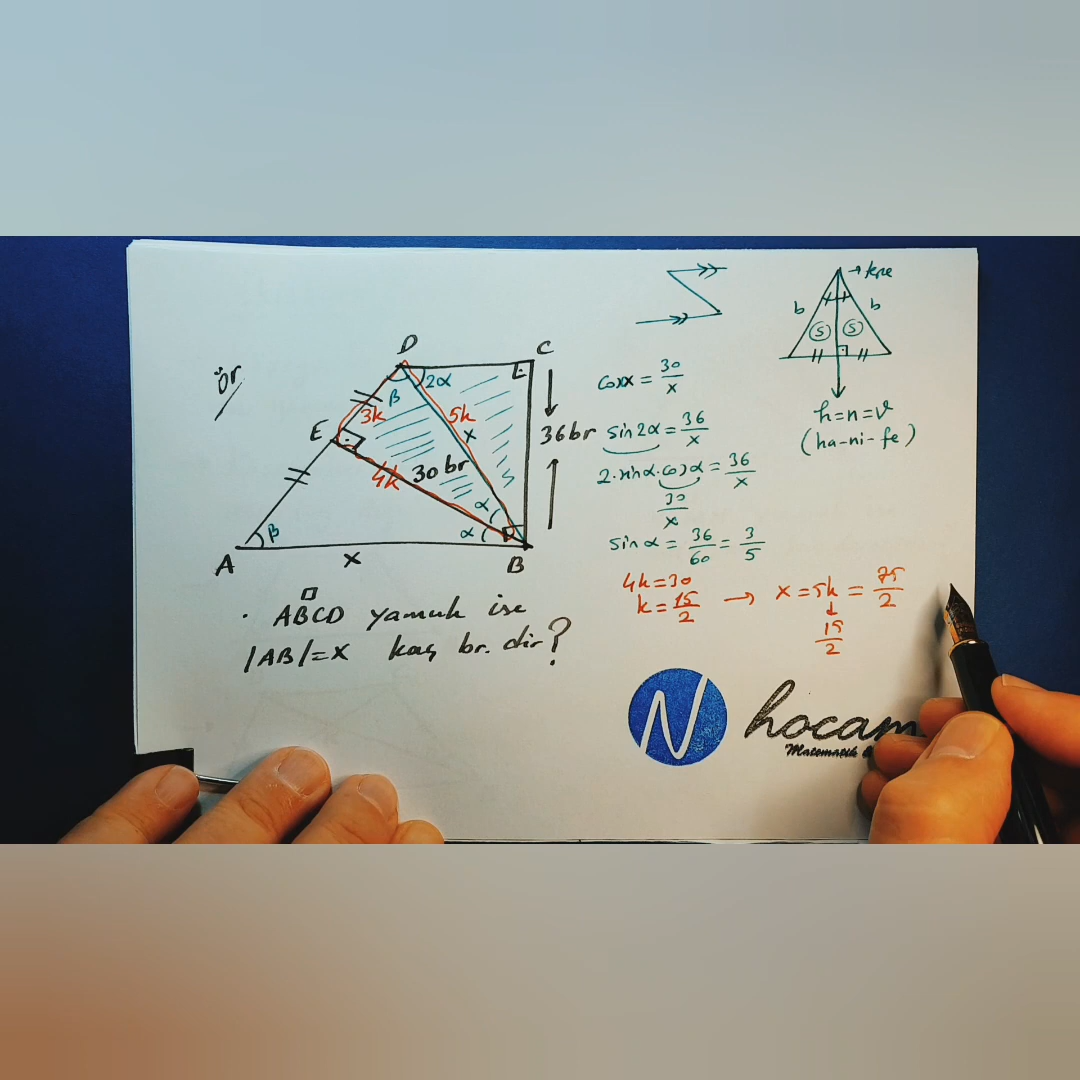 ör
D
C
2α
β
3k
5k
x
E
36br
4k
30 br
α
α
β
A
x
B
ABCD yamuk ise
|AB|=x kaç br. dir?
cosα = 30/x
sin2α = 36/x
2.sinα.cosα = 36/x
30/x
sinα = 36/60 = 3/5
4k=30
k=15/2 → x=5k = 75/2
15/2
b
b
S
S
h=n=v
(ha-ni-fe)
N hocam
Matematik